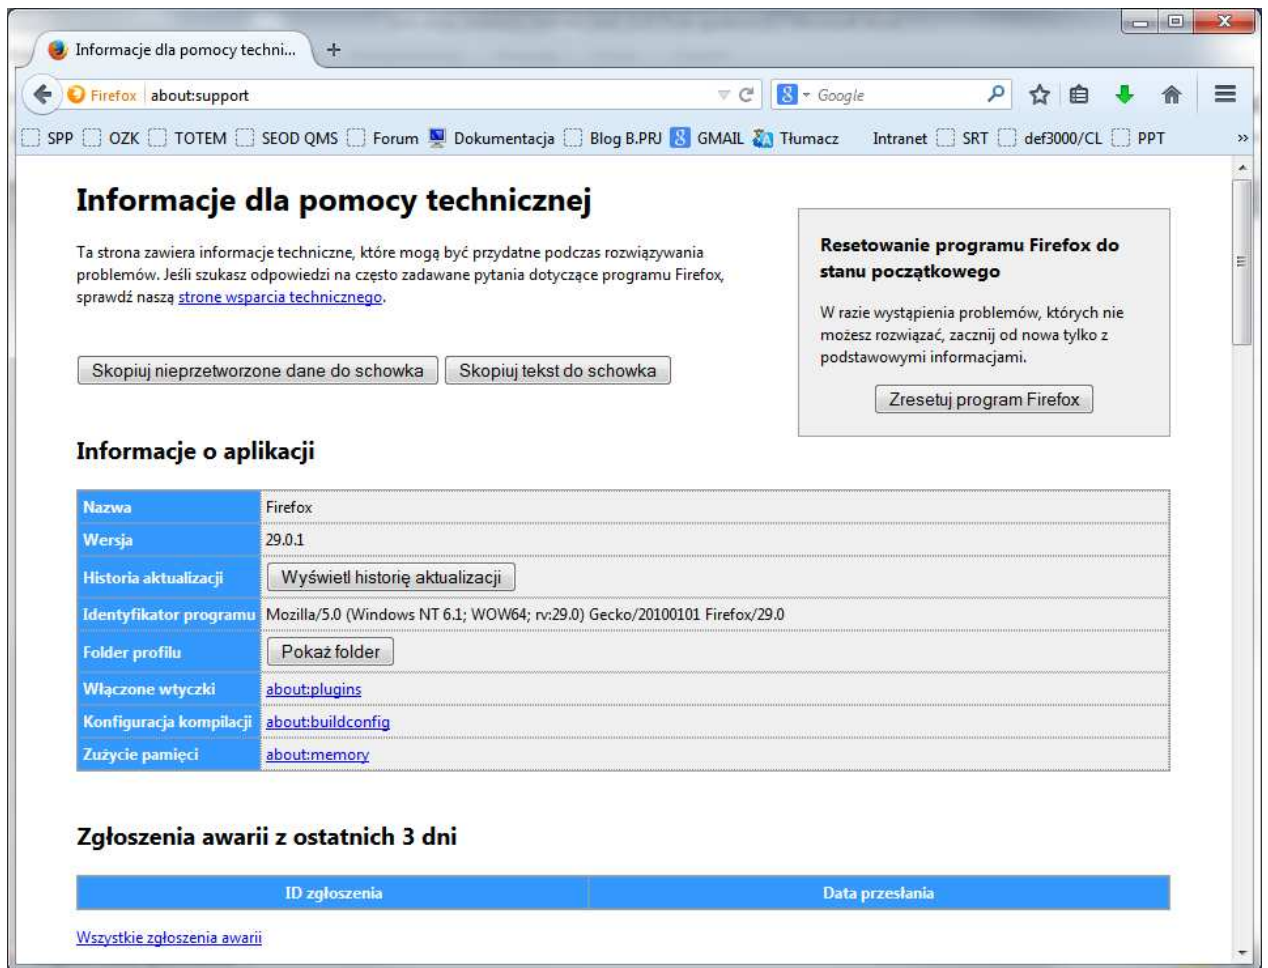 Informacje dla pomocy techni...
Firefox about:support
Google
SPP OZK TOTEM SEOD QMS Forum Dokumentacja Blog B.PRJ GMAIL Tłumacz Intranet SRT def3000/CL PPT
Informacje dla pomocy technicznej
Ta strona zawiera informacje techniczne, które mogą być przydatne podczas rozwiązywania
problemów. Jeśli szukasz odpowiedzi na często zadawane pytania dotyczące programu Firefox,
sprawdź naszą stronę wsparcia technicznego.
Skopiuj nieprzetworzone dane do schowka Skopiuj tekst do schowka
Resetowanie programu Firefox do
stanu początkowego
W razie wystąpienia problemów, których nie
możesz rozwiązać, zacznij od nowa tylko z
podstawowymi informacjami.
Zresetuj program Firefox
Informacje o aplikacji
Nazwa Firefox
Wersja 29.0.1
Historia aktualizacji Wyświetl historię aktualizacji
Identyfikator programu Mozilla/5.0 (Windows NT 6.1; WOW64; rv:29.0) Gecko/20100101 Firefox/29.0
Folder profilu Pokaż folder
Włączone wtyczki about:plugins
Konfiguracja kompilacji about:buildconfig
Zużycie pamięci about:memory
Zgłoszenia awarii z ostatnich 3 dni
ID zgłoszenia Data przesłania
Wszystkie zgłoszenia awarii